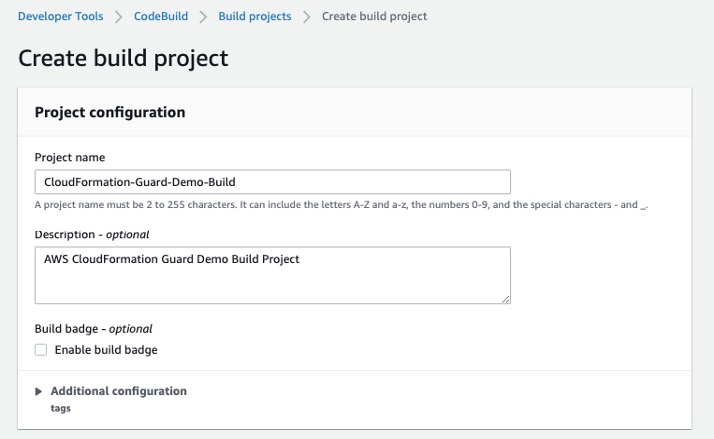 Developer Tools > CodeBuild > Build projects > Create build project
Create build project
Project configuration
Project name
CloudFormation-Guard-Demo-Build
A project name must be 2 to 255 characters. It can include the letters A-Z and a-z, the numbers 0-9, and the special characters - and _.
Description - optional
AWS CloudFormation Guard Demo Build Project
Build badge - optional
Enable build badge
Additional configuration
tags